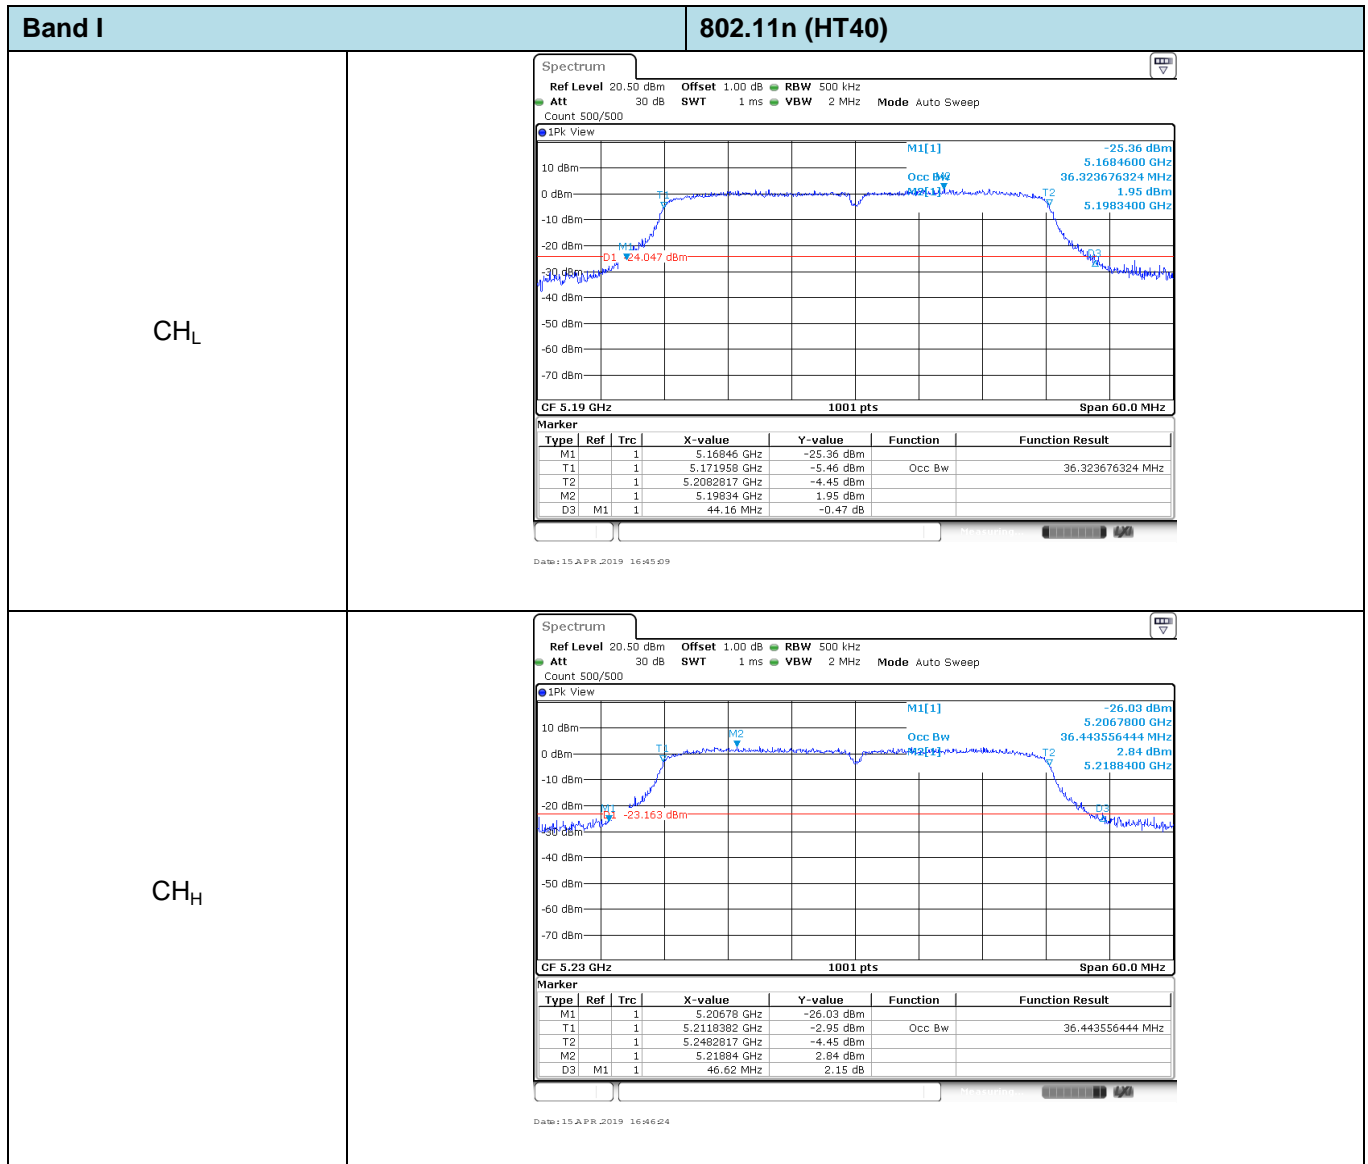 Band I 802.11n (HT40)
CHL
Spectrum
Ref Level 20.50 dBm Offset 1.00 dB RBW 500 kHz
Att 30 dB SWT 1 ms VBW 2 MHz Mode Auto Sweep
Count 500/500
1Pk View
M1[1] -25.36 dBm
5.1684600 GHz
Occ Bw 36.323676324 MHz
M2[1] 1.95 dBm
5.1983400 GHz
M2
T1
T2
M1
D3
D1 -24.047 dBm
10 dBm
0 dBm
-10 dBm
-20 dBm
-30 dBm
-40 dBm
-50 dBm
-60 dBm
-70 dBm
CF 5.19 GHz 1001 pts Span 60.0 MHz
Marker
Type Ref Trc X-value Y-value Function Function Result
M1 1 5.16846 GHz -25.36 dBm
T1 1 5.171958 GHz -5.46 dBm Occ Bw 36.323676324 MHz
T2 1 5.2082817 GHz -4.45 dBm
M2 1 5.19834 GHz 1.95 dBm
D3 M1 1 44.16 MHz -0.47 dB
Measuring
Date: 15.APR.2019 16:45:09
CHH
Spectrum
Ref Level 20.50 dBm Offset 1.00 dB RBW 500 kHz
Att 30 dB SWT 1 ms VBW 2 MHz Mode Auto Sweep
Count 500/500
1Pk View
M1[1] -26.03 dBm
5.2067800 GHz
Occ Bw 36.443556444 MHz
M2[1] 2.84 dBm
5.2188400 GHz
M2
T1
T2
M1
D3
D1 -23.163 dBm
10 dBm
0 dBm
-10 dBm
-20 dBm
-30 dBm
-40 dBm
-50 dBm
-60 dBm
-70 dBm
CF 5.23 GHz 1001 pts Span 60.0 MHz
Marker
Type Ref Trc X-value Y-value Function Function Result
M1 1 5.20678 GHz -26.03 dBm
T1 1 5.2118382 GHz -2.95 dBm Occ Bw 36.443556444 MHz
T2 1 5.2482817 GHz -4.45 dBm
M2 1 5.21884 GHz 2.84 dBm
D3 M1 1 46.62 MHz 2.15 dB
Measuring
Date: 15.APR.2019 16:46:24